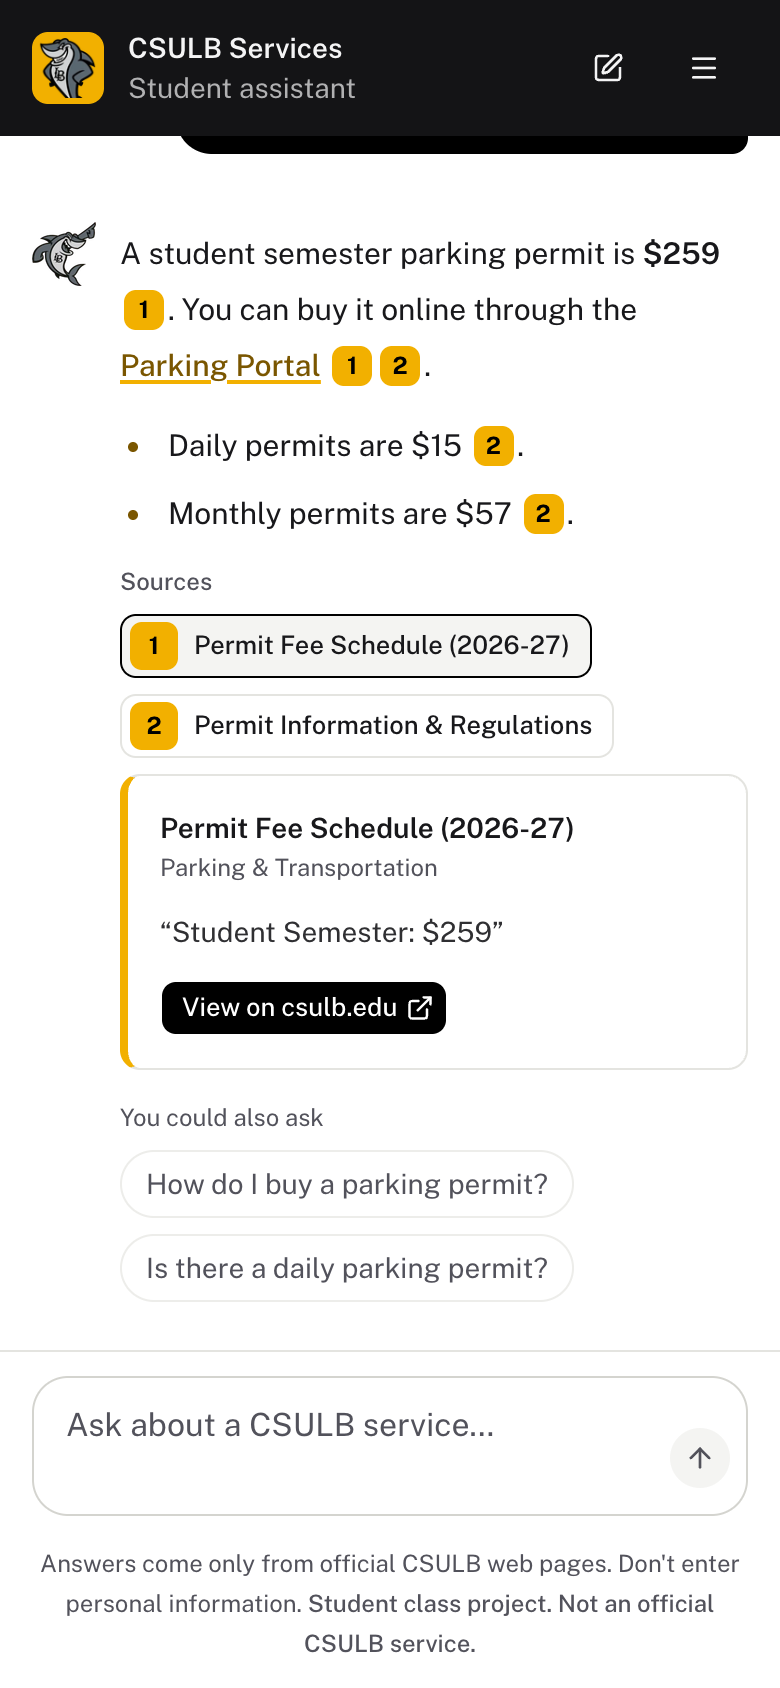 CSULB Services
Student assistant
A student semester parking permit is $259
1 . You can buy it online through the
Parking Portal 1 2 .
• Daily permits are $15 2 .
• Monthly permits are $57 2 .
Sources
1 Permit Fee Schedule (2026-27)
2 Permit Information & Regulations
Permit Fee Schedule (2026-27)
Parking & Transportation
“Student Semester: $259”
View on csulb.edu
You could also ask
How do I buy a parking permit?
Is there a daily parking permit?
Ask about a CSULB service...
Answers come only from official CSULB web pages. Don't enter
personal information. Student class project. Not an official
CSULB service.